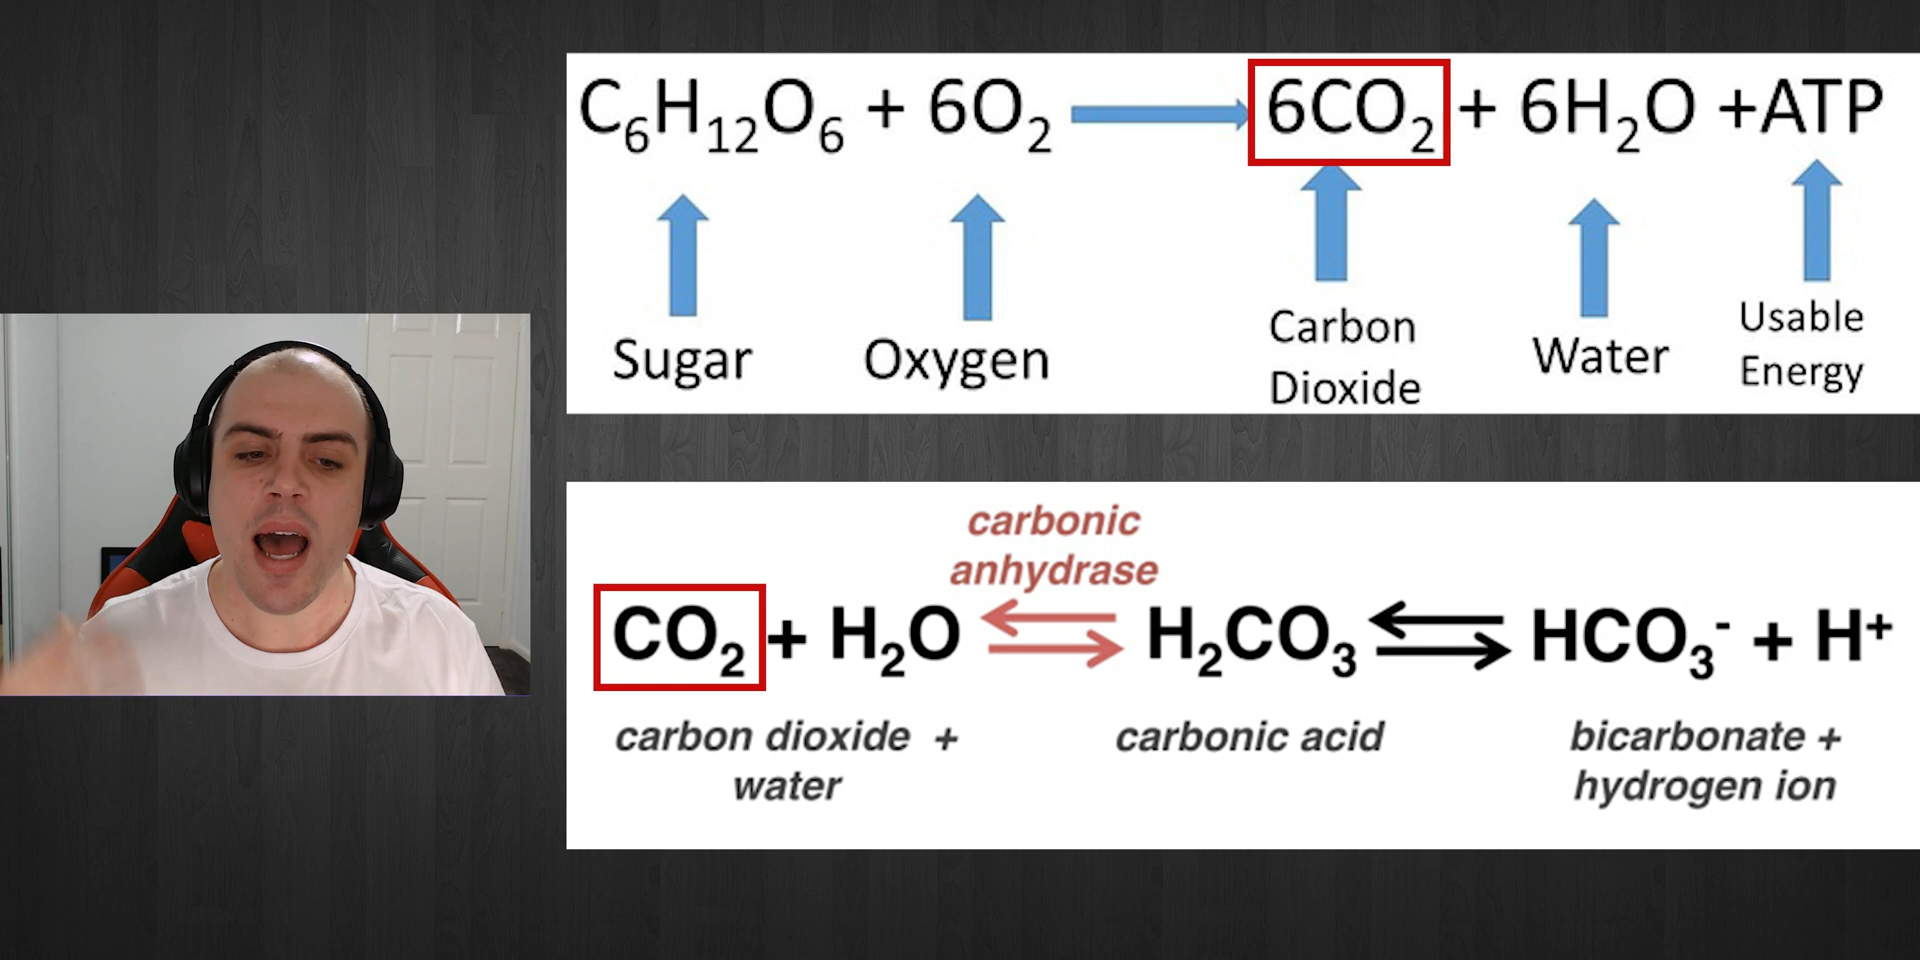 C₆H₁₂O₆ + 6O₂ → 6CO₂ + 6H₂O +ATP
Sugar
Oxygen
Carbon
Dioxide
Water
Usable
Energy
carbonic
anhydrase
CO₂ + H₂O ⇌ H₂CO₃ ⇌ HCO₃⁻ + H⁺
carbon dioxide +
water
carbonic acid
bicarbonate +
hydrogen ion